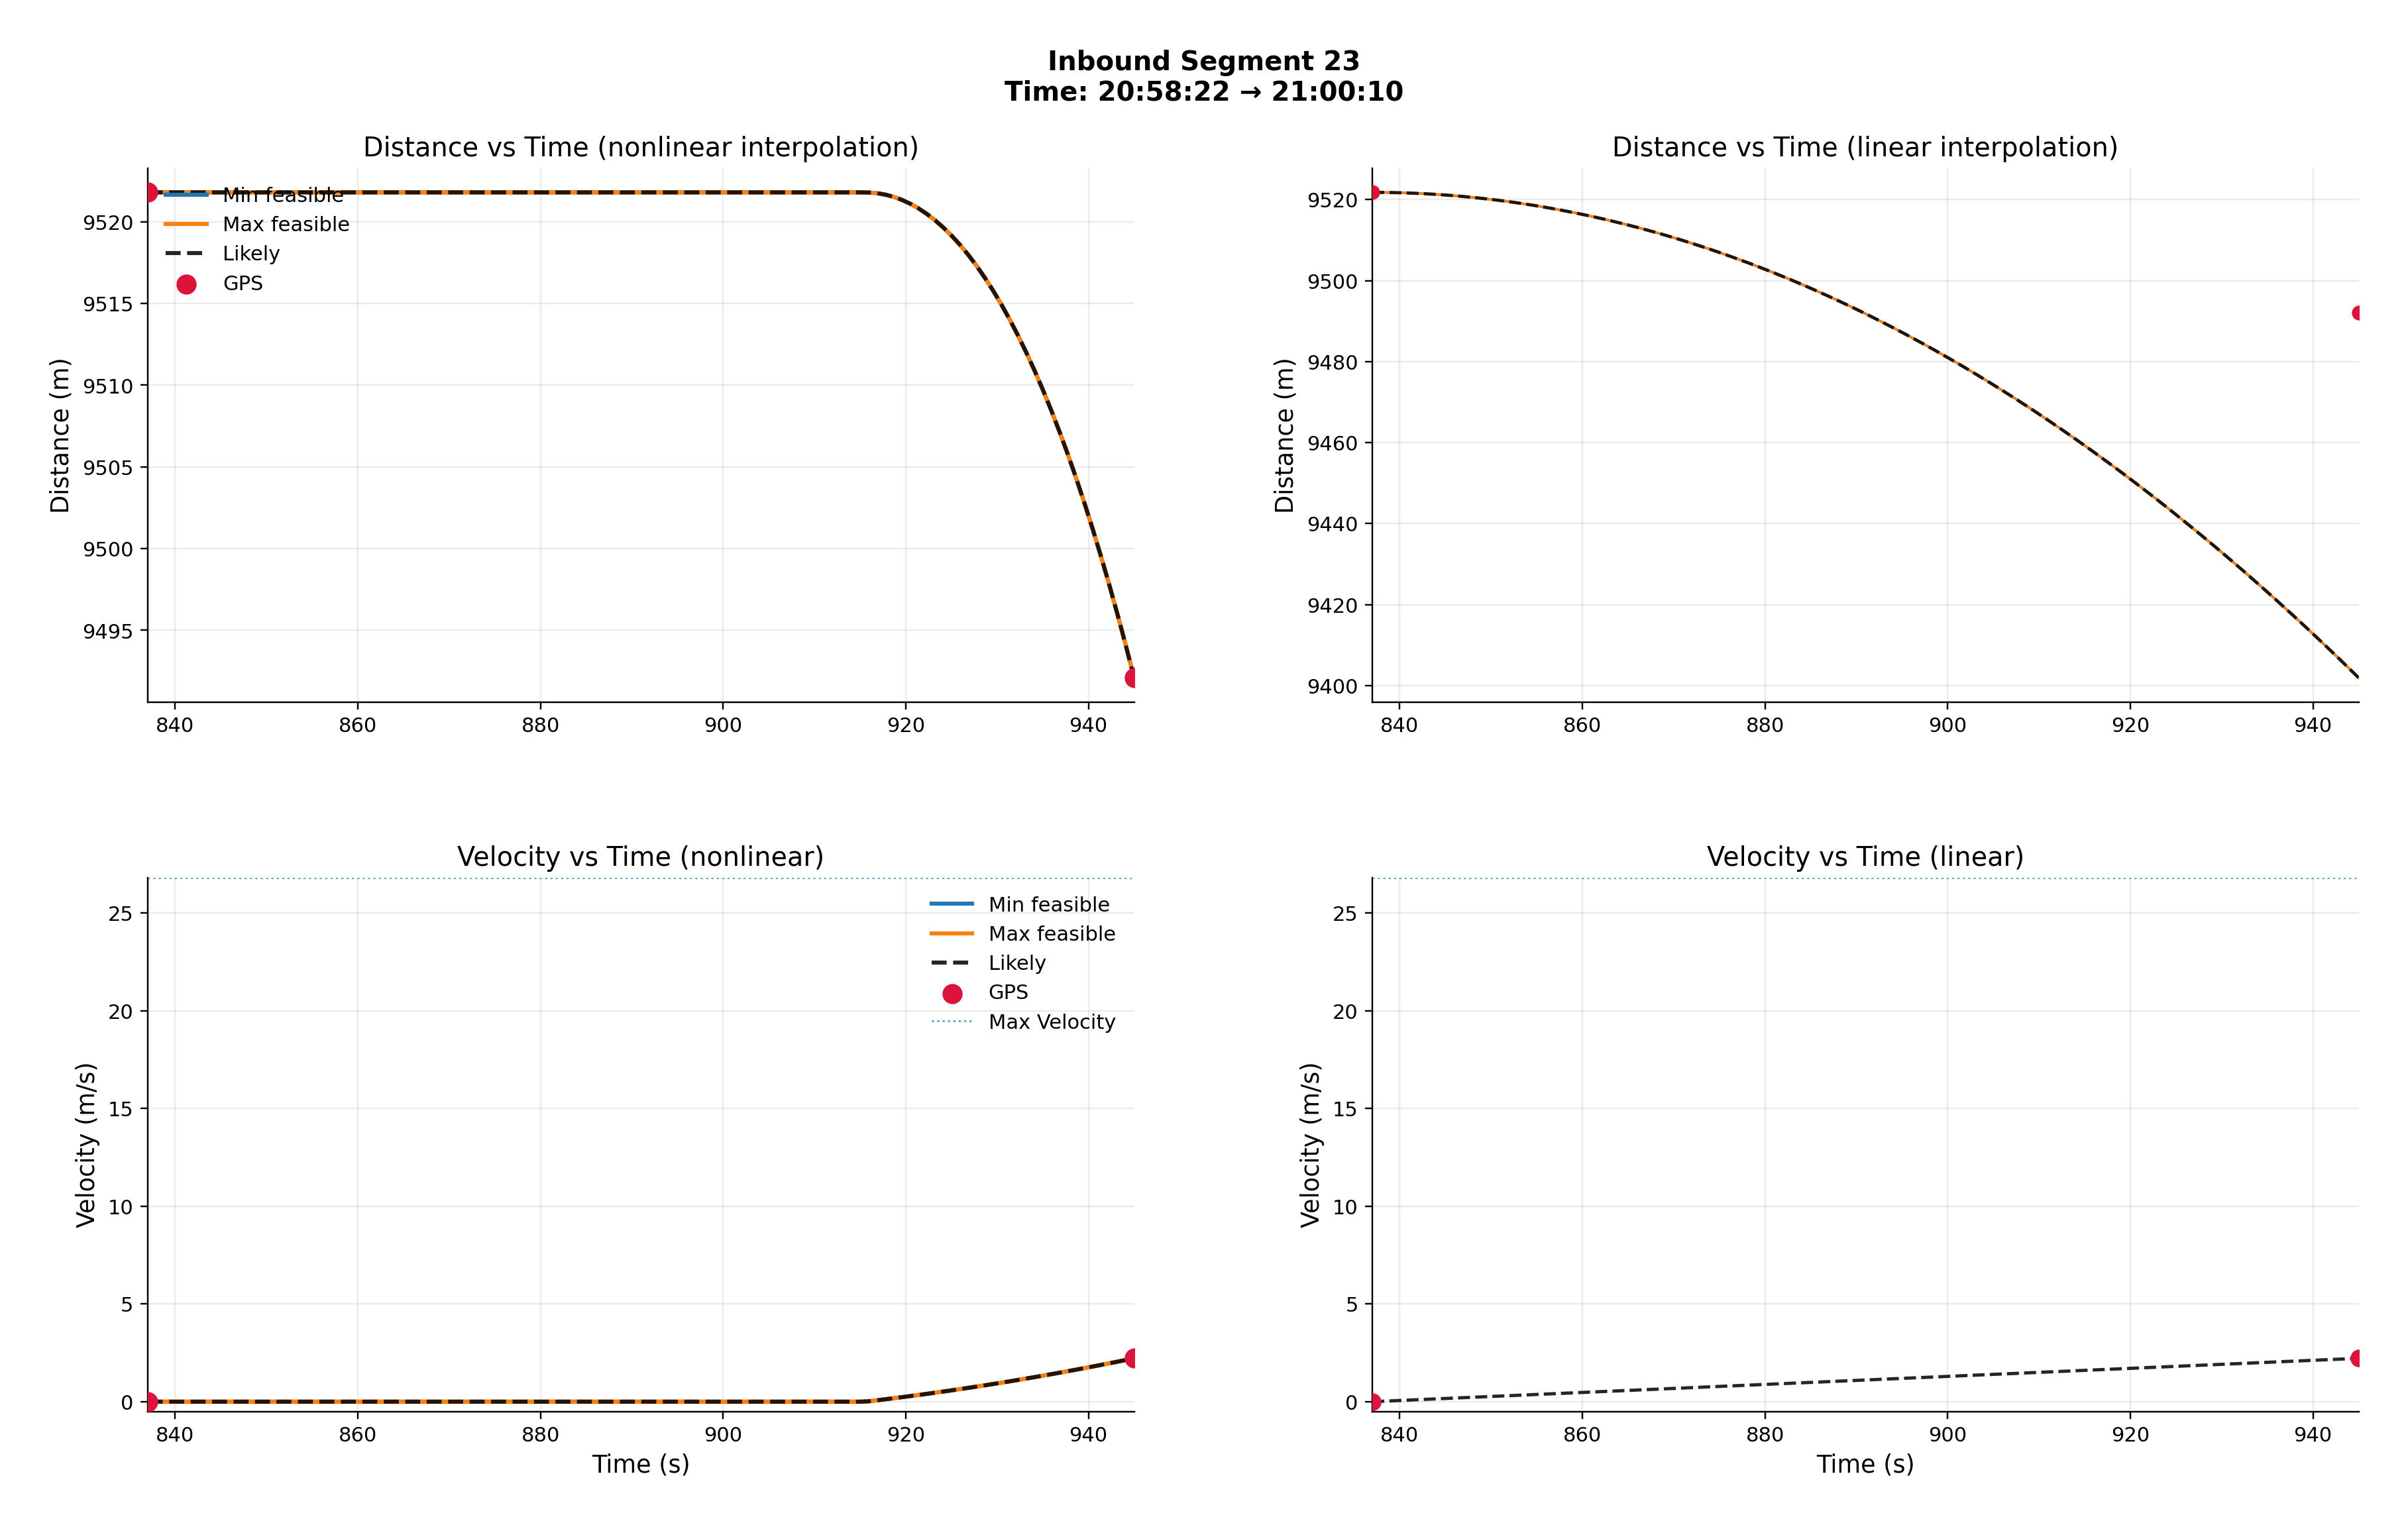 Inbound Segment 23
Time: 20:58:22 → 21:00:10
Distance vs Time (nonlinear interpolation)
Distance (m)
9520
9515
9510
9505
9500
9495
Min feasible
Max feasible
Likely
GPS
840 860 880 900 920 940
Distance vs Time (linear interpolation)
Distance (m)
9520
9500
9480
9460
9440
9420
9400
840 860 880 900 920 940
Velocity vs Time (nonlinear)
Velocity (m/s)
25
20
15
10
5
0
Min feasible
Max feasible
Likely
GPS
Max Velocity
840 860 880 900 920 940
Time (s)
Velocity vs Time (linear)
Velocity (m/s)
25
20
15
10
5
0
840 860 880 900 920 940
Time (s)